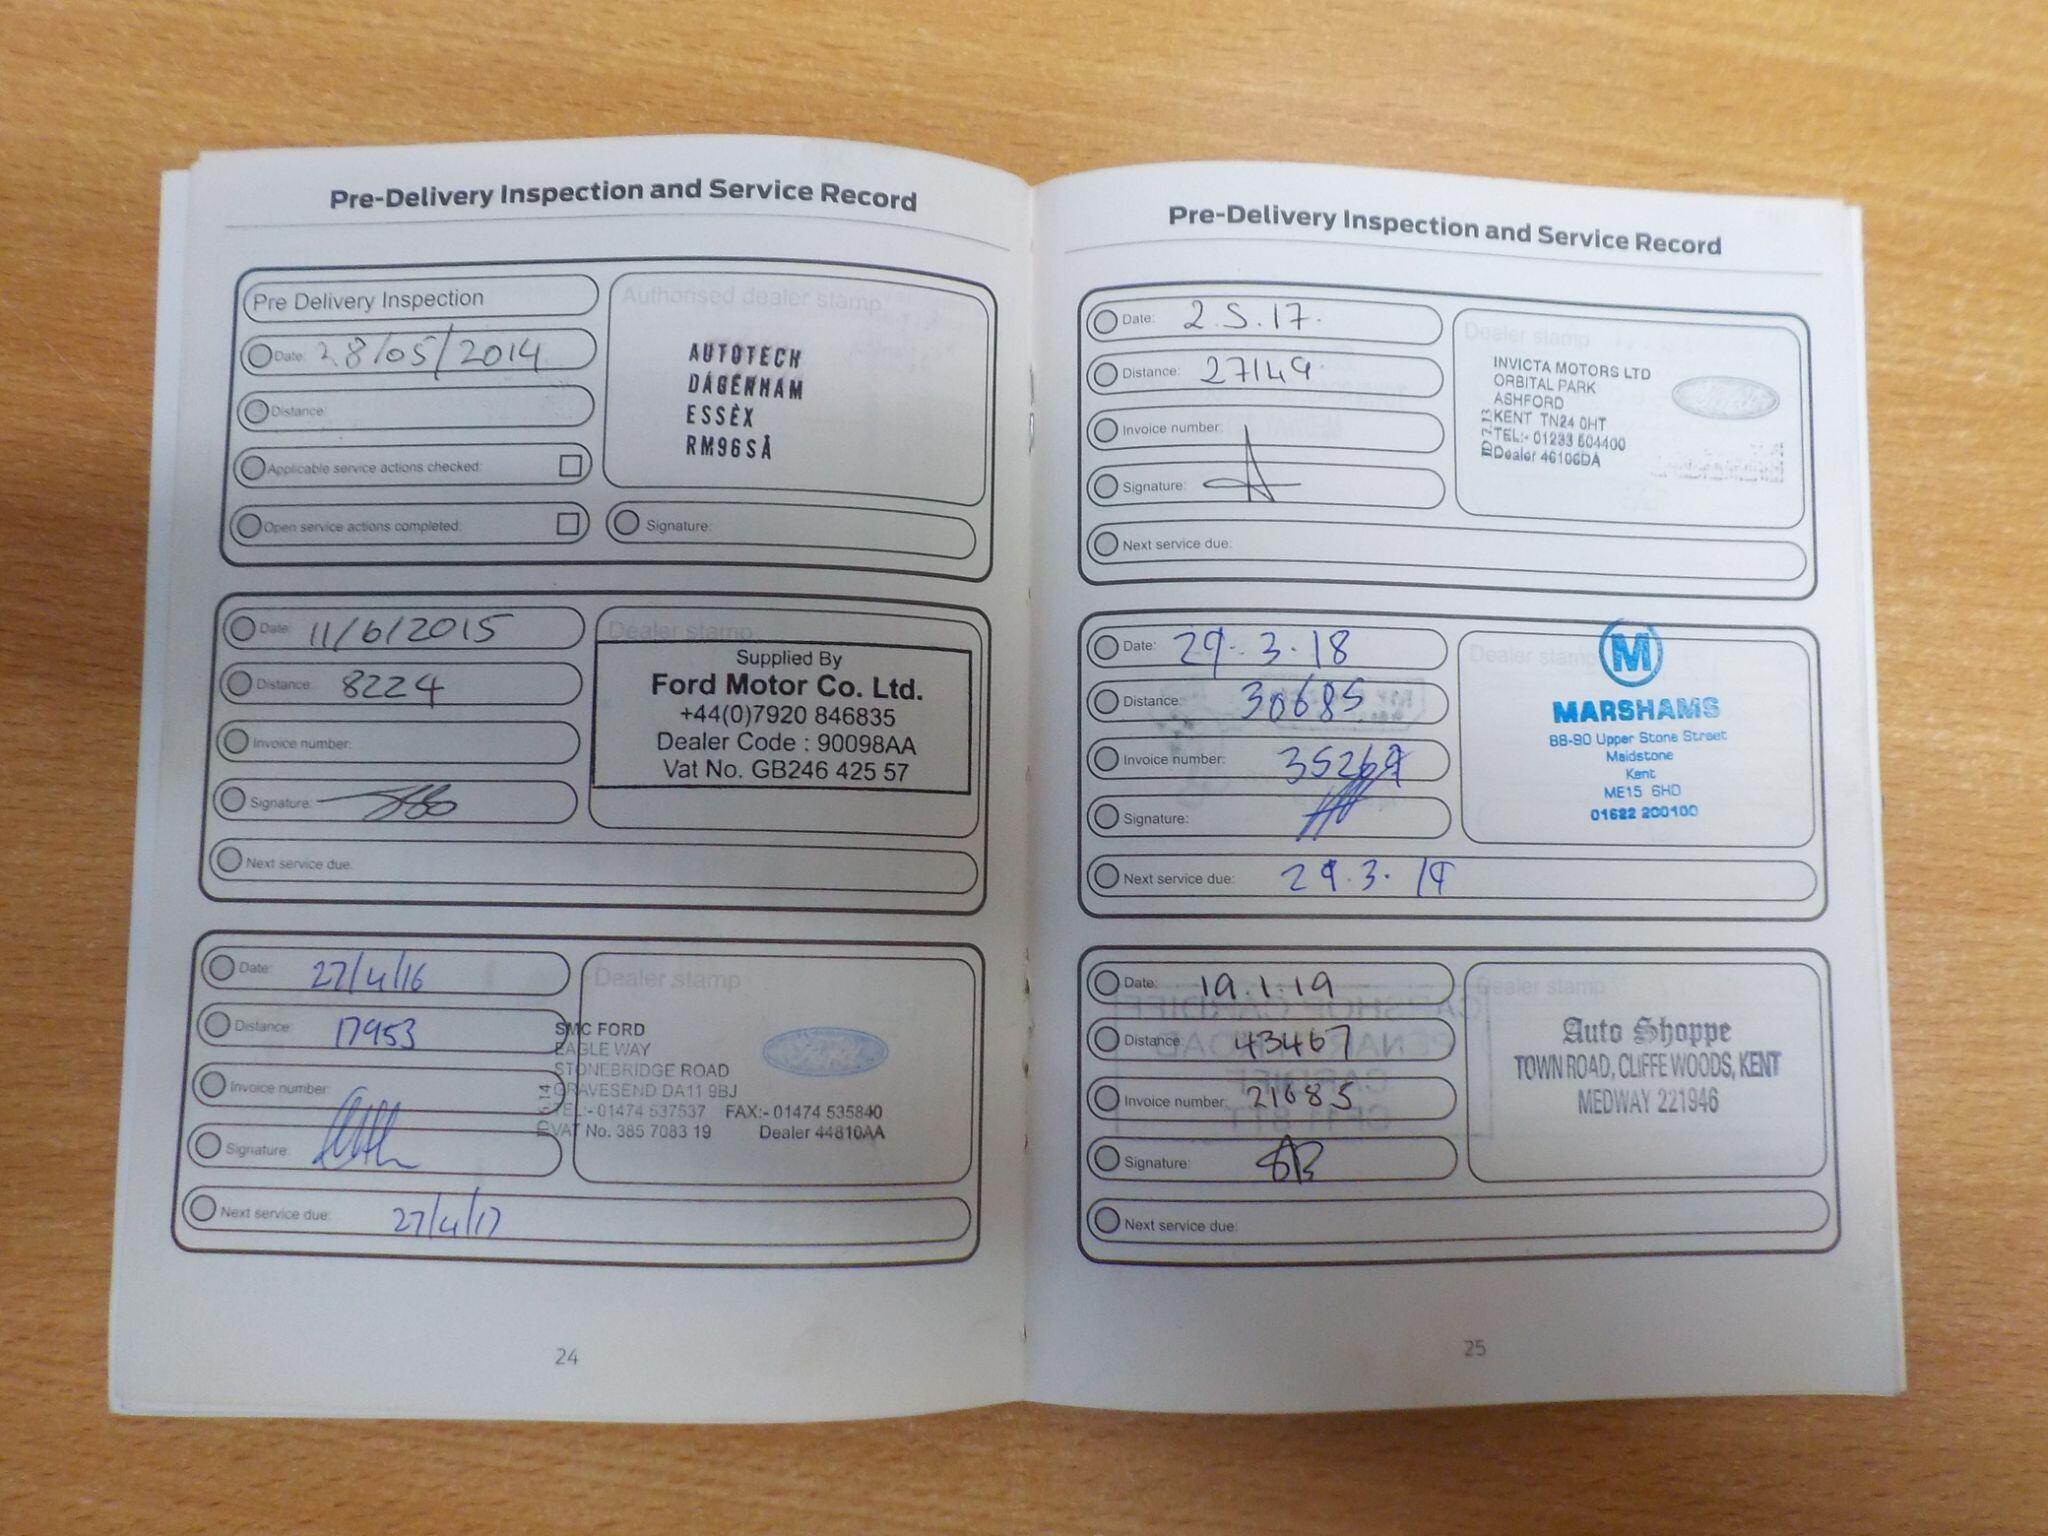 Pre-Delivery Inspection and Service Record
Pre Delivery Inspection
Date: 28/05/2014
Distance:
Applicable service actions checked:
Open service actions completed:
Authorised dealer stamp
AUTOTECH
DAGENHAM
ESSEX
RM96SA
Signature:
Date: 11/6/2015
Distance: 8224
Invoice number:
Signature:
Next service due:
Dealer stamp
Supplied By
Ford Motor Co. Ltd.
+44(0)7920 846835
Dealer Code : 90098AA
Vat No. GB246 425 57
Date: 27/4/16
Distance: 17953
Invoice number:
Signature:
Next service due: 27/4/17
Dealer stamp
SMC FORD
EAGLE WAY
STONEBRIDGE ROAD
GRAVESEND DA11 9BJ
TEL:- 01474 537537 FAX:- 01474 535840
VAT No. 385 7083 19 Dealer 44810AA
Ford
24
Pre-Delivery Inspection and Service Record
Date: 2.5.17.
Distance: 27149
Invoice number:
Signature:
Next service due:
Dealer stamp
INVICTA MOTORS LTD
ORBITAL PARK
ASHFORD
KENT TN24 0HT
TEL:- 01233 504400
Dealer 46106DA
Ford
Date: 29.3.18
Distance: 30685
Invoice number: 35269
Signature:
Next service due: 29.3.19
Dealer stamp
M
MARSHAMS
88-90 Upper Stone Street
Maidstone
Kent
ME15 6HD
01622 200100
Date: 19.1.19
Distance: 43467
Invoice number: 21685
Signature:
Next service due:
Dealer stamp
Auto Shoppe
TOWN ROAD, CLIFFE WOODS, KENT
MEDWAY 221946
25